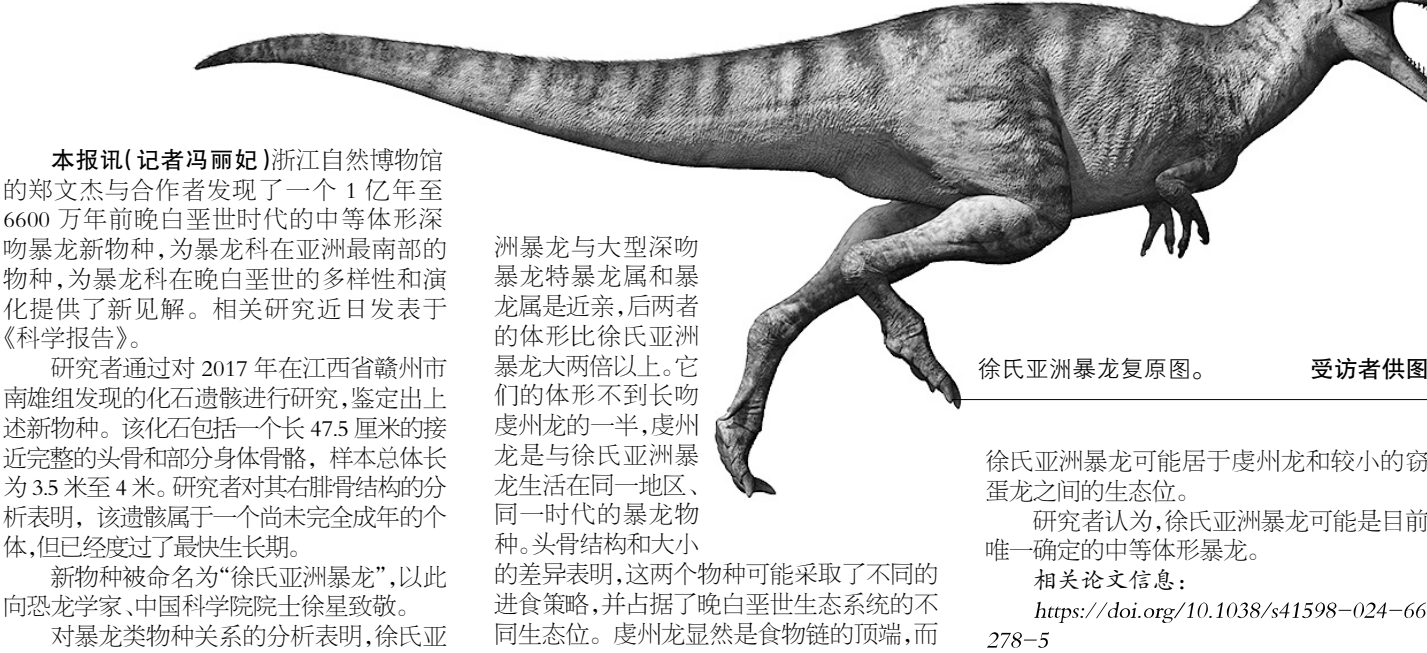 本报讯(记者冯丽妃)浙江自然博物馆
的郑文杰与合作者发现了一个 1 亿年至
6600 万年前晚白垩世时代的中等体形深
吻暴龙新物种,为暴龙科在亚洲最南部的
物种,为暴龙科在晚白垩世的多样性和演
化提供了新见解。相关研究近日发表于
《科学报告》。
研究者通过对 2017 年在江西省赣州市
南雄组发现的化石遗骸进行研究,鉴定出上
述新物种。该化石包括一个长 47.5 厘米的接
近完整的头骨和部分身体骨骼，样本总体长
为 3.5 米至 4 米。研究者对其右腓骨结构的分
析表明，该遗骸属于一个尚未完全成年的个
体,但已经度过了最快生长期。
新物种被命名为“徐氏亚洲暴龙”,以此
向恐龙学家、中国科学院院士徐星致敬。
对暴龙类物种关系的分析表明,徐氏亚
洲暴龙与大型深吻
暴龙特暴龙属和暴
龙属是近亲,后两者
的体形比徐氏亚洲
暴龙大两倍以上。它
们的体形不到长吻
虔州龙的一半,虔州
龙是与徐氏亚洲暴
龙生活在同一地区、
同一时代的暴龙物
种。头骨结构和大小
的差异表明,这两个物种可能采取了不同的
进食策略,并占据了晚白垩世生态系统的不
同生态位。虔州龙显然是食物链的顶端,而
徐氏亚洲暴龙复原图。 受访者供图
徐氏亚洲暴龙可能居于虔州龙和较小的窃
蛋龙之间的生态位。
研究者认为,徐氏亚洲暴龙可能是目前
唯一确定的中等体形暴龙。
相关论文信息：
https://doi.org/10.1038/s41598-024-66
278-5